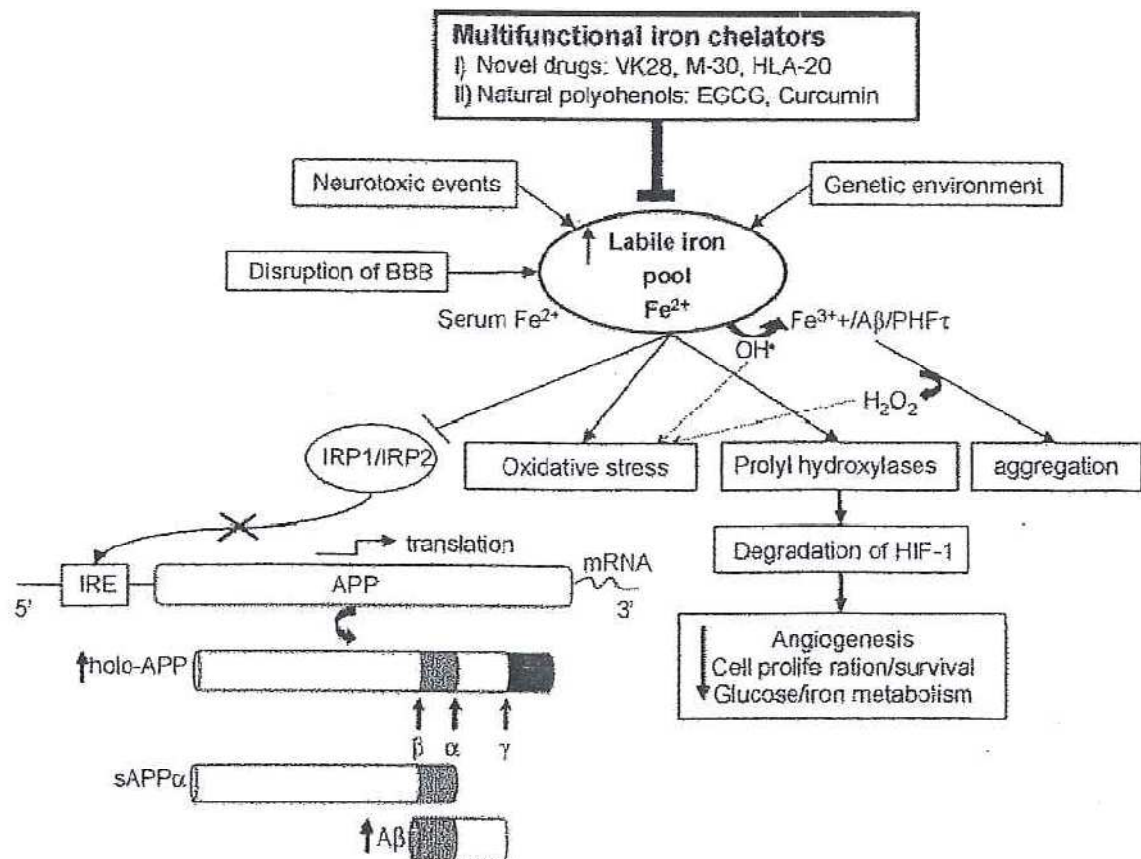 Multifunctional iron chelators
I) Novel drugs: VK28, M-30, HLA-20
II) Natural polyohenols: EGCG, Curcumin
Neurotoxic events
Genetic environment
↑ Labile iron
pool
Fe²⁺
Disruption of BBB
Serum Fe²⁺
Fe³⁺+/Aβ/PHFτ
OH•
H₂O₂
IRP1/IRP2
Oxidative stress
Prolyl hydroxylases
aggregation
translation
Degradation of HIF-1
IRE
APP
mRNA
5'
3'
↑holo-APP
Angiogenesis
Cell prolife ration/survival
Glucose/iron metabolism
β α γ
sAPPα
↑Aβ